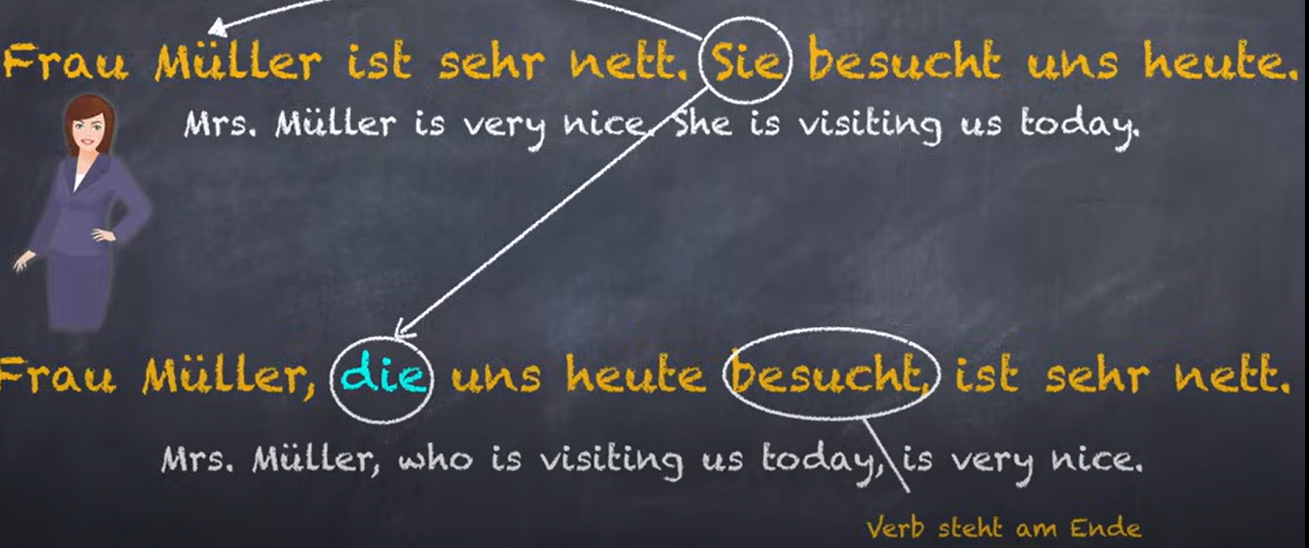 Frau Müller ist sehr nett. Sie besucht uns heute.
Mrs. Müller is very nice. She is visiting us today.
Frau Müller, die uns heute besucht, ist sehr nett.
Mrs. Müller, who is visiting us today, is very nice.
Verb steht am Ende